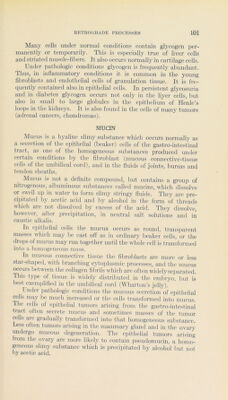 RETROGRADE PROCESSES 101
Many cells under normal conditions contain glycogen per-
manently or temporarily. This is especially true of liver cells
and striated muscle-fibers. It also occurs normally in cartilage cells.
Under pathologic conditions glycogen is frequently abundant.
Thus, in inflammatory conditions it is common in the young
fibroblasts and endothelial cells of granulation tissue. It is fre-
quently contained also in epithelial cells. In persistent glycosuria
and in diabetes glycogen occurs not only in the liver cells, but
also in small to large globules in the epithelium of Henle's
loops in the kidneys. It is also found in the cells of many tumors
(adrenal cancers, chondromas).
MUCIN
Mucus is a hyaline slimy substance which occurs normally as
a secretion of the epithelial (beaker) cells of the gastro-intestinal
tract, as one of the homogeneous substances produced under
certain conditions by the fibroblast (mucous connective-tissue
cells of the umbilical cord), and in the fluids of joints, bursæ and
tendon sheaths.
Mucus is not a definite compound, but contains a group of
nitrogenous, albuminous substances called mucins, which dissolve
or swell up in water to form slimy stringy fluids. They are pre-
cipitated by acetic acid and by alcohol in the form of threads
which are not dissolved by excess of the acid. They dissolve,
however, after precipitation, in neutral salt solutions and in
caustic alkalis.
In epithelial cells the mucus occurs as round, transparent
masses which may be cast off as in ordinary beaker cells, or the
drops of mucus may run together until the whole cell is transformed
into a homogeneous mass.
In mucous connective tissue the fibroblasts are more or less
star-shaped, with branching cytoplasmic processes, and the mucus
occurs between the collagen fibrils which are often widely separated.
This type of tissue is widely distributed in the embryo, but is
best exemplified in the umbilical cord (Wharton's jelly).
Under pathologic conditions the mucous secretion of epithelial
cells may be much increased or the cells transformed into mucus.
The cells of epithelial tumors arising from the gastro-intestinal
tract often secrete mucus and sometimes masses of the tumor
cells are gradually transformed into that homogeneous substance.
Less often tumors arising in the mammary gland and in the ovary
undergo mucous degeneration. The epithelial tumors arising
from the ovary are more likely to contain pseudomucin, a homo-
geneous slimy substance which is precipitated by alcohol but not
by acetic acid.